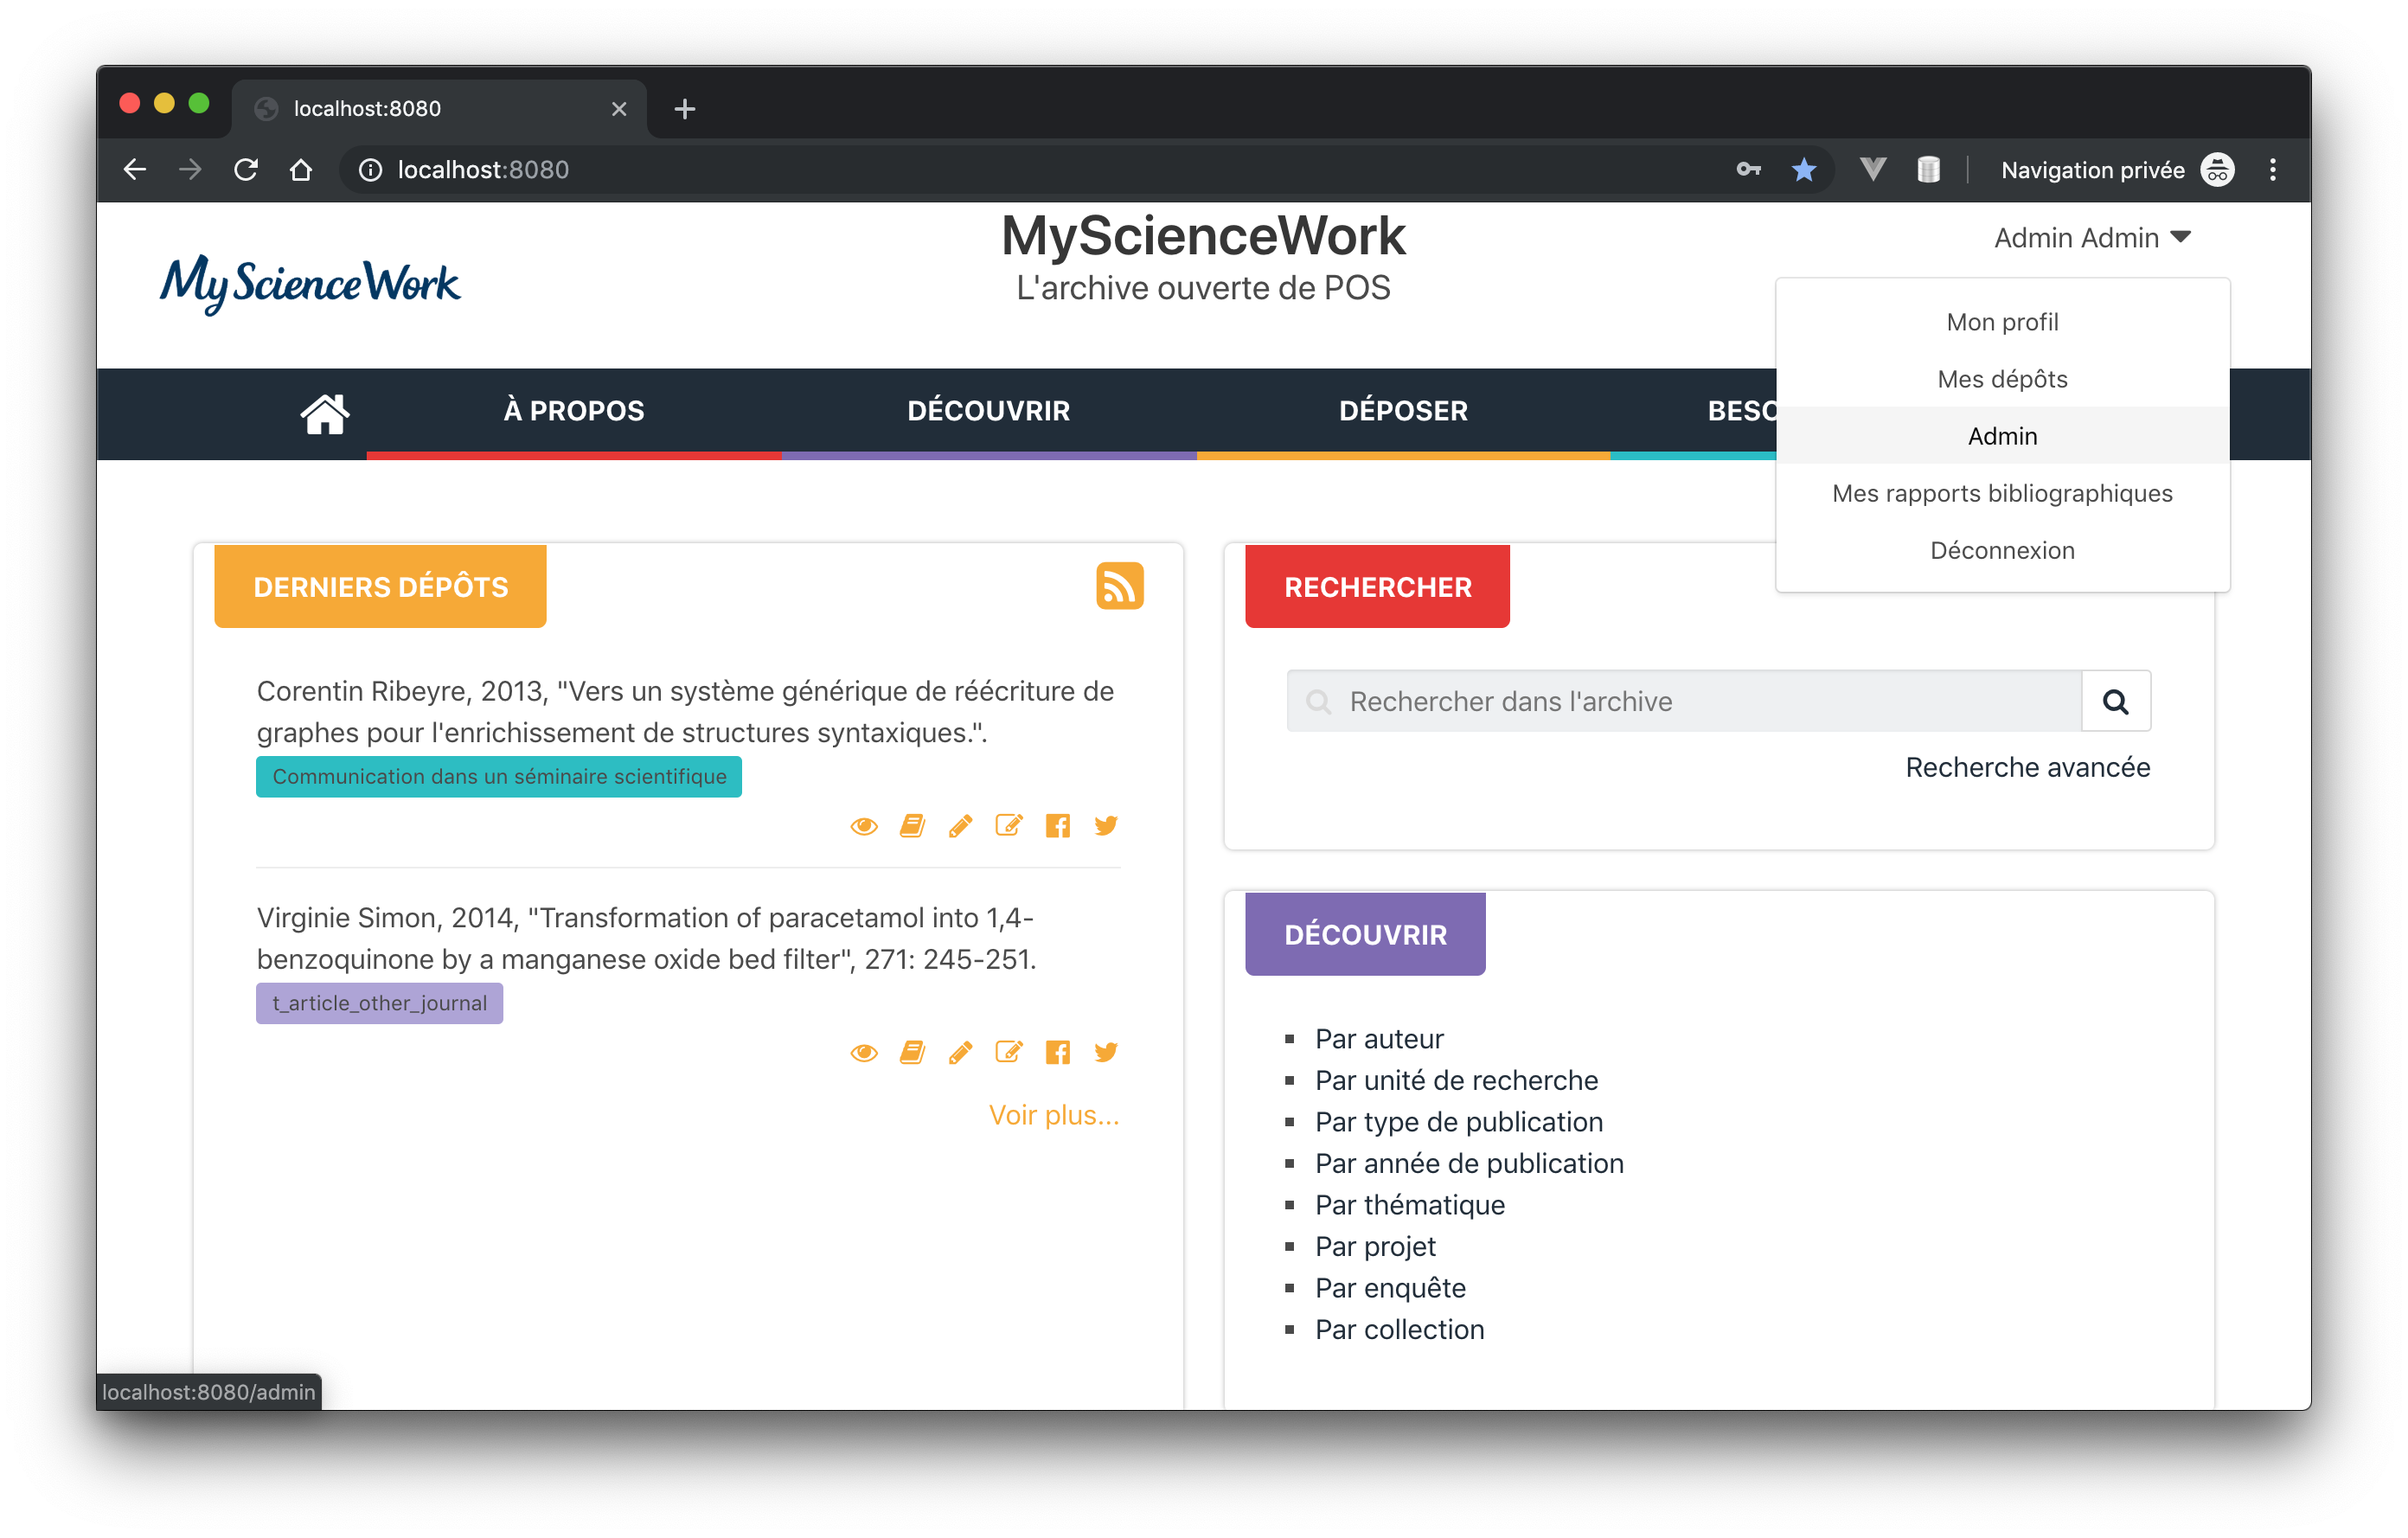 localhost:8080
localhost:8080
Navigation privée
MyScienceWork
MyScienceWork
L'archive ouverte de POS
Admin Admin
Mon profil
Mes dépôts
Admin
Mes rapports bibliographiques
Déconnexion
À PROPOS
DÉCOUVRIR
DÉPOSER
DERNIERS DÉPÔTS
Corentin Ribeyre, 2013, "Vers un système générique de réécriture de
graphes pour l'enrichissement de structures syntaxiques.".
Communication dans un séminaire scientifique
Virginie Simon, 2014, "Transformation of paracetamol into 1,4-
benzoquinone by a manganese oxide bed filter", 271: 245-251.
t_article_other_journal
Voir plus...
RECHERCHER
Rechercher dans l'archive
Recherche avancée
DÉCOUVRIR
Par auteur
Par unité de recherche
Par type de publication
Par année de publication
Par thématique
Par projet
Par enquête
Par collection
localhost:8080/admin